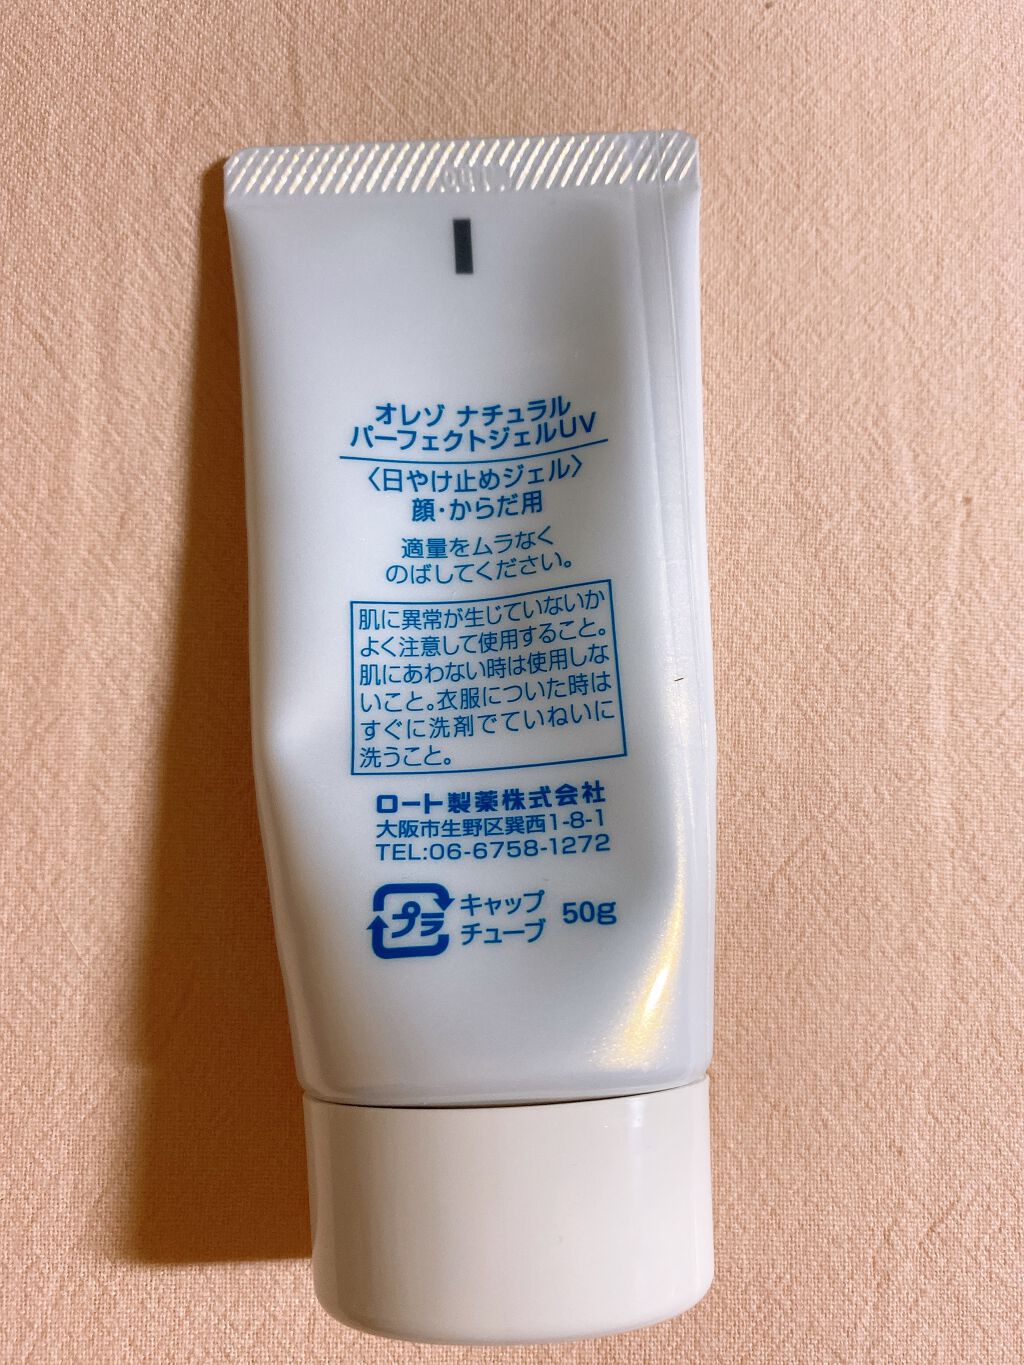 オレゾ ナチュラル
パーフェクトジェルUV
〈日やけ止めジェル〉
顔・からだ用
適量をムラなく
のばしてください。
肌に異常が生じていないか
よく注意して使用すること。
肌にあわない時は使用しな
いこと。衣服についた時は
すぐに洗剤でていねいに
洗うこと。
ロート製薬株式会社
大阪市生野区巽西1-8-1
TEL:06-6758-1272
プラ
キャップ
チューブ
50g